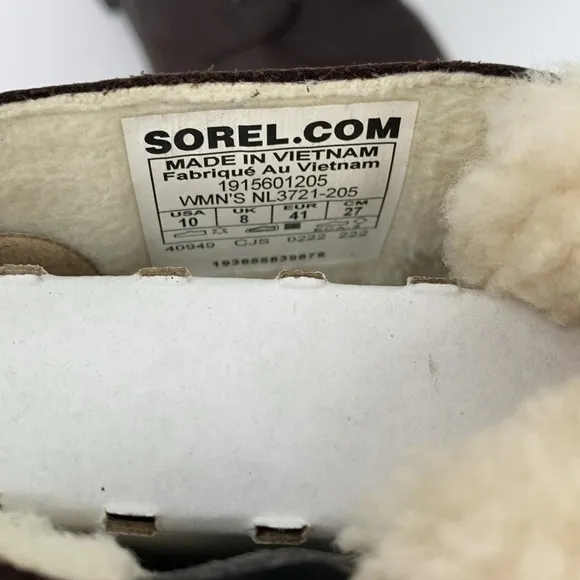 SOREL.COM
MADE IN VIETNAM
Fabriqué Au Vietnam
1915601205
WMN'S NL3721-205
USA UK EUR CM
10 8 41 27
40949 CJS 0222 222